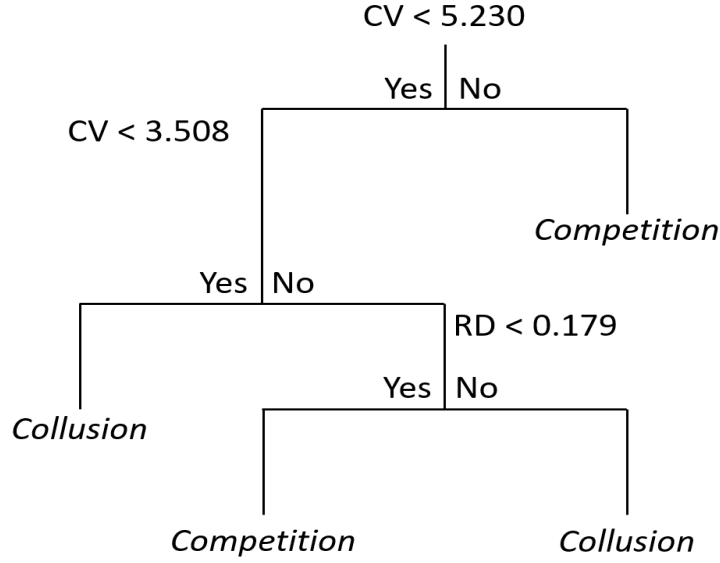 CV < 5.230
Yes No
CV < 3.508
Competition
Yes No
RD < 0.179
Yes No
Collusion
Competition
Collusion